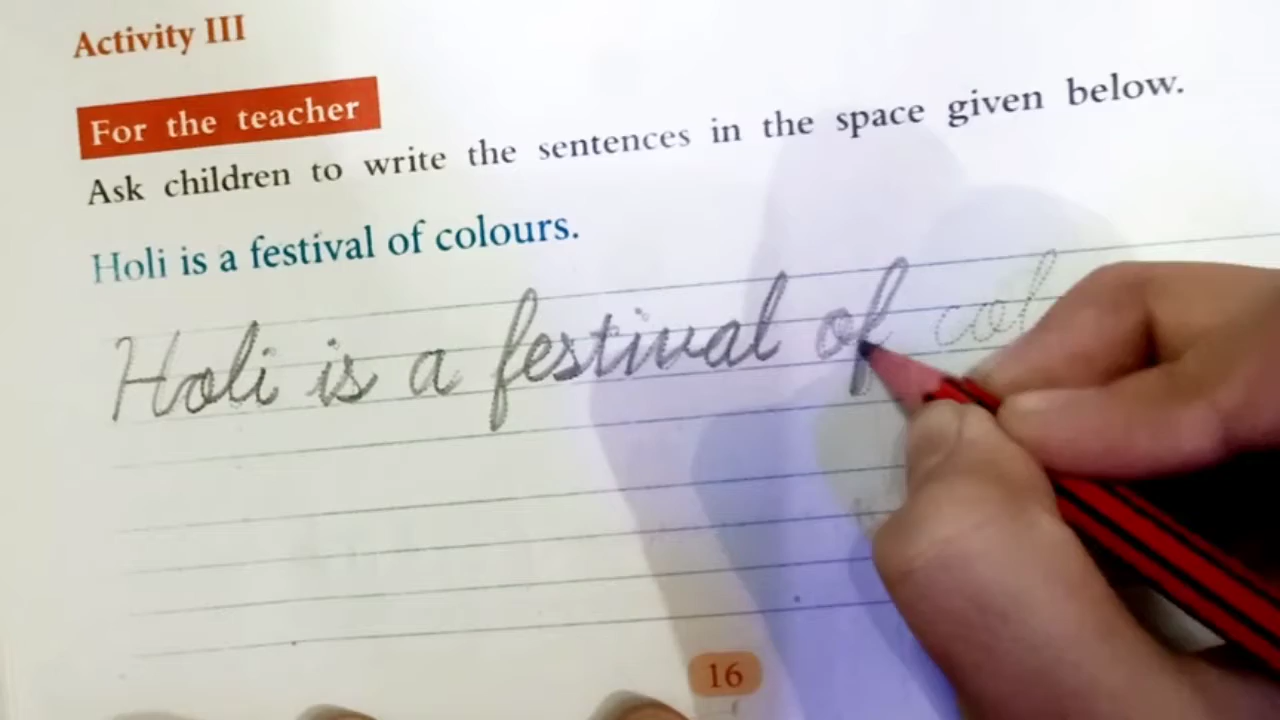 Activity III
For the teacher
Ask children to write the sentences in the space given below.
Holi is a festival of colours.
Holi is a festival of col
16